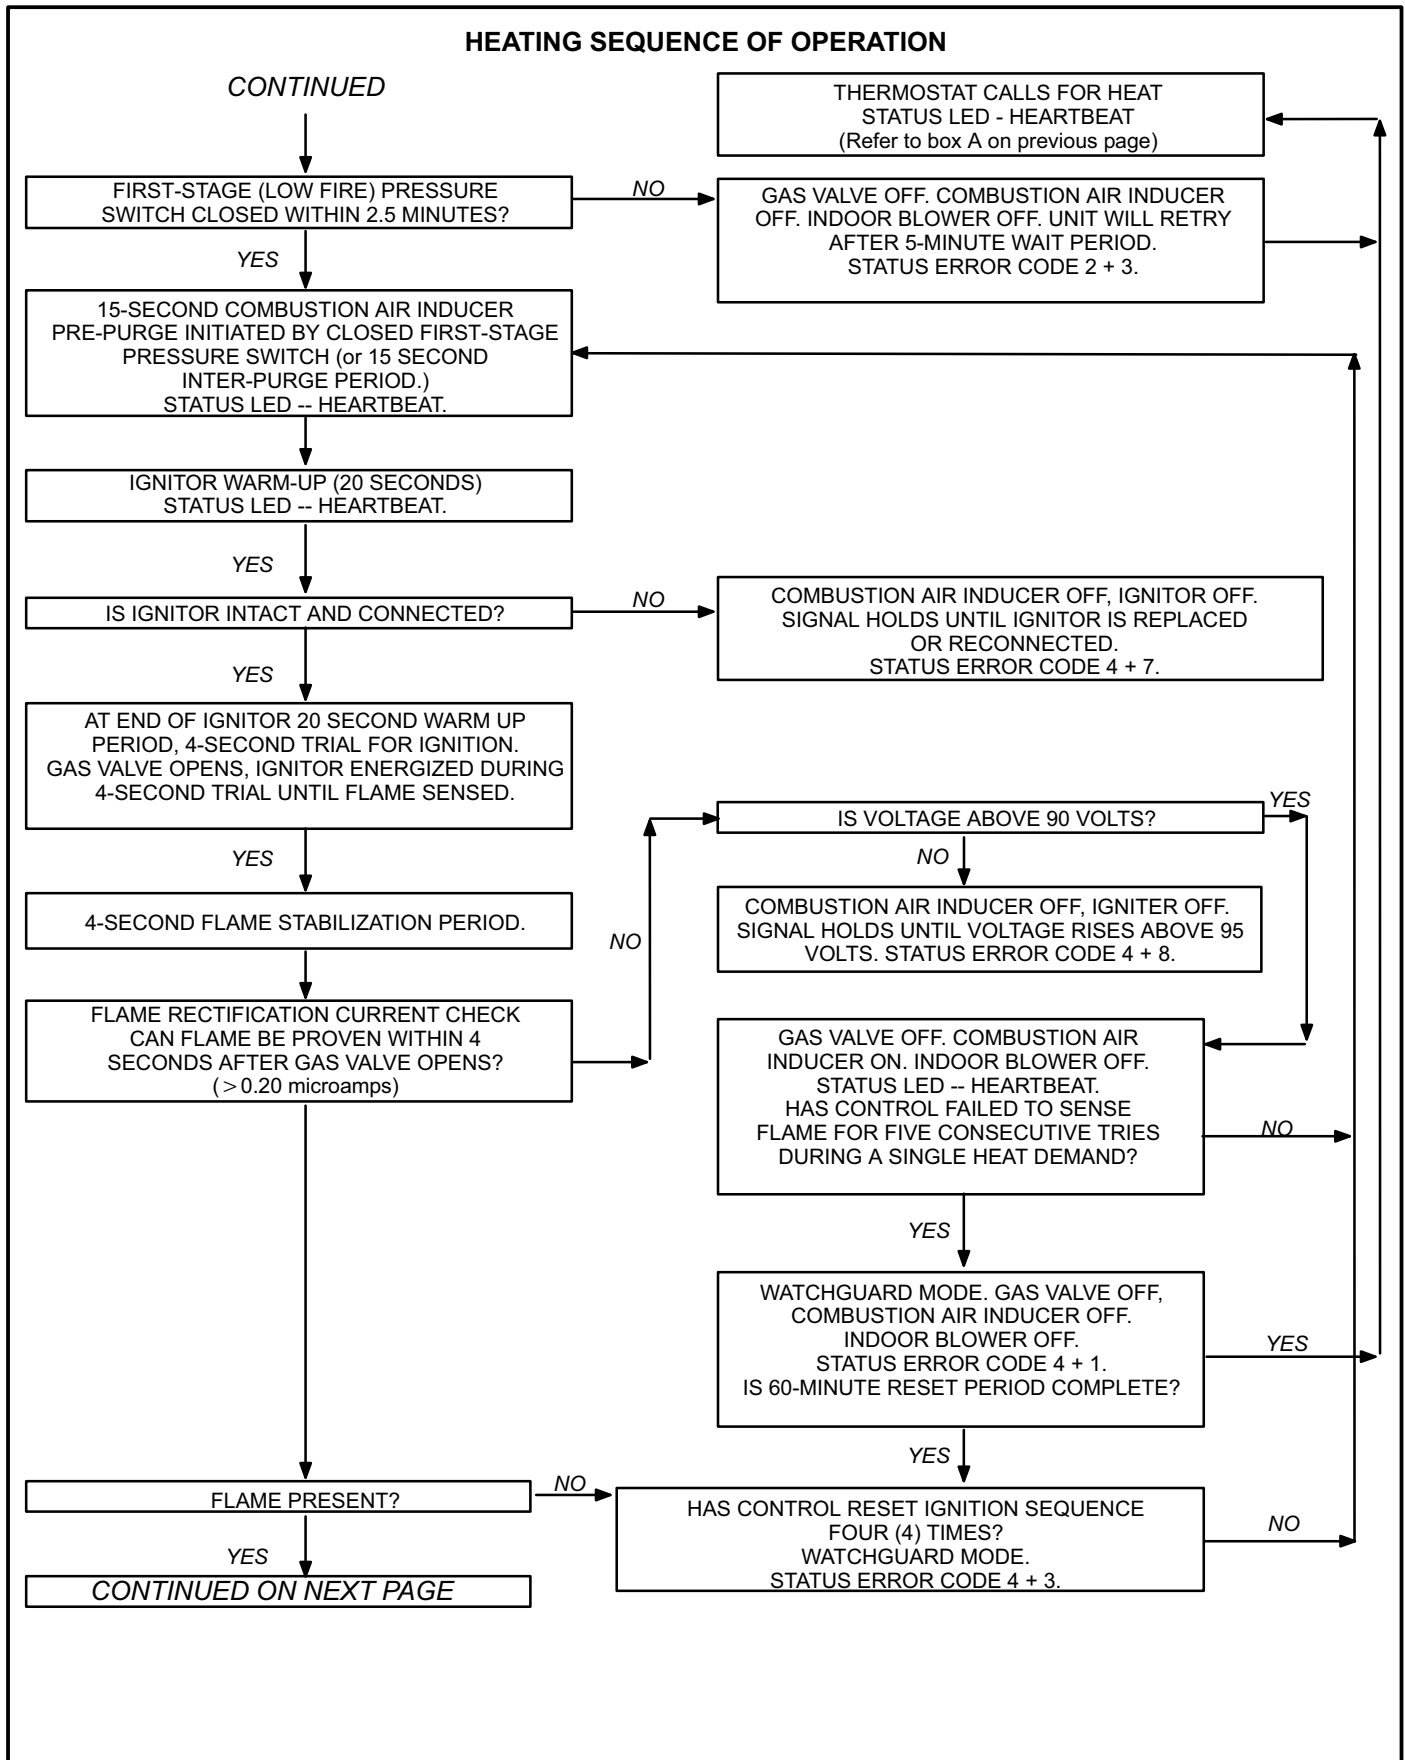 HEATING SEQUENCE OF OPERATION
CONTINUED
THERMOSTAT CALLS FOR HEAT
STATUS LED - HEARTBEAT
(Refer to box A on previous page)
FIRST-STAGE (LOW FIRE) PRESSURE
SWITCH CLOSED WITHIN 2.5 MINUTES?
NO
GAS VALVE OFF. COMBUSTION AIR INDUCER
OFF. INDOOR BLOWER OFF. UNIT WILL RETRY
AFTER 5-MINUTE WAIT PERIOD.
STATUS ERROR CODE 2 + 3.
YES
15-SECOND COMBUSTION AIR INDUCER
PRE-PURGE INITIATED BY CLOSED FIRST-STAGE
PRESSURE SWITCH (or 15 SECOND
INTER-PURGE PERIOD.)
STATUS LED -- HEARTBEAT.
IGNITOR WARM-UP (20 SECONDS)
STATUS LED -- HEARTBEAT.
YES
IS IGNITOR INTACT AND CONNECTED?
NO
COMBUSTION AIR INDUCER OFF, IGNITOR OFF.
SIGNAL HOLDS UNTIL IGNITOR IS REPLACED
OR RECONNECTED.
STATUS ERROR CODE 4 + 7.
YES
AT END OF IGNITOR 20 SECOND WARM UP
PERIOD, 4-SECOND TRIAL FOR IGNITION.
GAS VALVE OPENS, IGNITOR ENERGIZED DURING
4-SECOND TRIAL UNTIL FLAME SENSED.
YES
4-SECOND FLAME STABILIZATION PERIOD.
FLAME RECTIFICATION CURRENT CHECK
CAN FLAME BE PROVEN WITHIN 4
SECONDS AFTER GAS VALVE OPENS?
(>0.20 microamps)
NO
IS VOLTAGE ABOVE 90 VOLTS?
YES
NO
COMBUSTION AIR INDUCER OFF, IGNITER OFF.
SIGNAL HOLDS UNTIL VOLTAGE RISES ABOVE 95
VOLTS. STATUS ERROR CODE 4 + 8.
GAS VALVE OFF. COMBUSTION AIR
INDUCER ON. INDOOR BLOWER OFF.
STATUS LED -- HEARTBEAT.
HAS CONTROL FAILED TO SENSE
FLAME FOR FIVE CONSECUTIVE TRIES
DURING A SINGLE HEAT DEMAND?
NO
YES
WATCHGUARD MODE. GAS VALVE OFF,
COMBUSTION AIR INDUCER OFF.
INDOOR BLOWER OFF.
STATUS ERROR CODE 4 + 1.
IS 60-MINUTE RESET PERIOD COMPLETE?
YES
YES
FLAME PRESENT?
NO
HAS CONTROL RESET IGNITION SEQUENCE
FOUR (4) TIMES?
WATCHGUARD MODE.
STATUS ERROR CODE 4 + 3.
NO
YES
CONTINUED ON NEXT PAGE